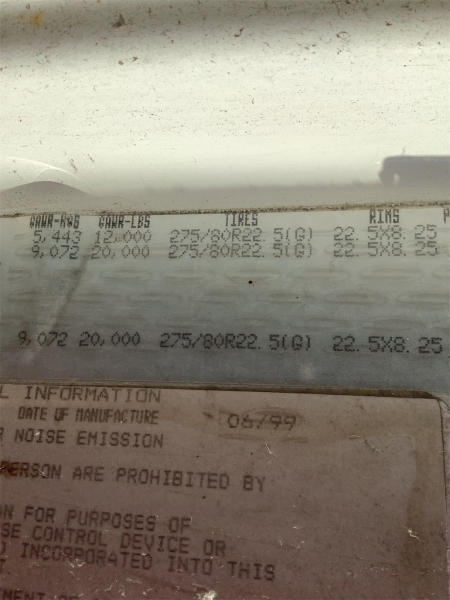 GAWR-KGS GAWR-LBS TIRES RIMS P
5,443 12,000 275/80R22.5(G) 22.5X8.25
9,072 20,000 275/80R22.5(G) 22.5X8.25
9,072 20,000 275/80R22.5(G) 22.5X8.25
L INFORMATION
DATE OF MANUFACTURE 06/99
R NOISE EMISSION
PERSON ARE PROHIBITED BY
ON FOR PURPOSES OF
SE CONTROL DEVICE OR
) INCORPORATED INTO THIS
T